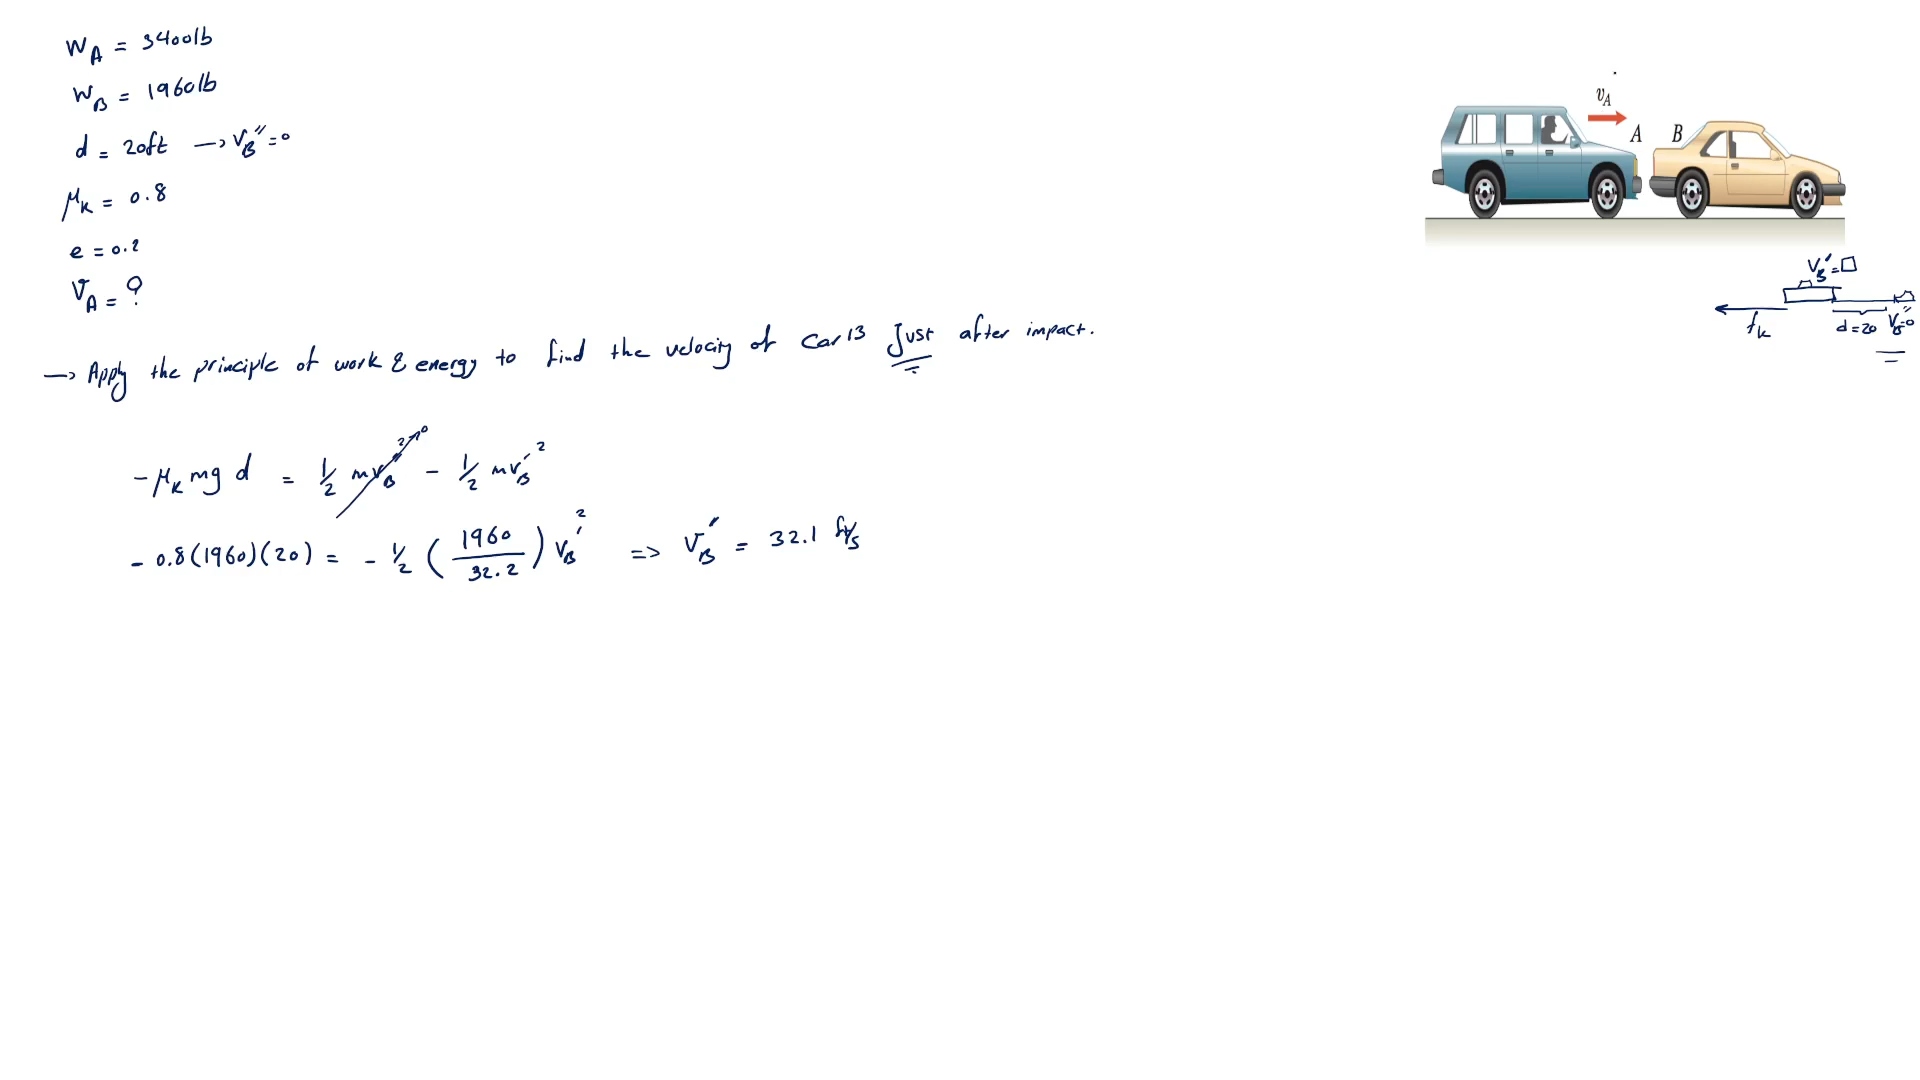 W_A = 3400lb
W_B = 1960lb
d = 20ft → V_B'' = 0
μ_k = 0.8
e = 0.2
V_A = ?
→ Apply the principle of work & energy to find the velocity of car B Just after impact.
-μ_k mg d = 1/2 m v_B''^2 →0 - 1/2 m v_B'^2
- 0.8(1960)(20) = - 1/2 (1960/32.2) v_B'^2 => V_B' = 32.1 ft/s
v_A
A B
V_B' = □
f_k d = 20 V_B'' = 0